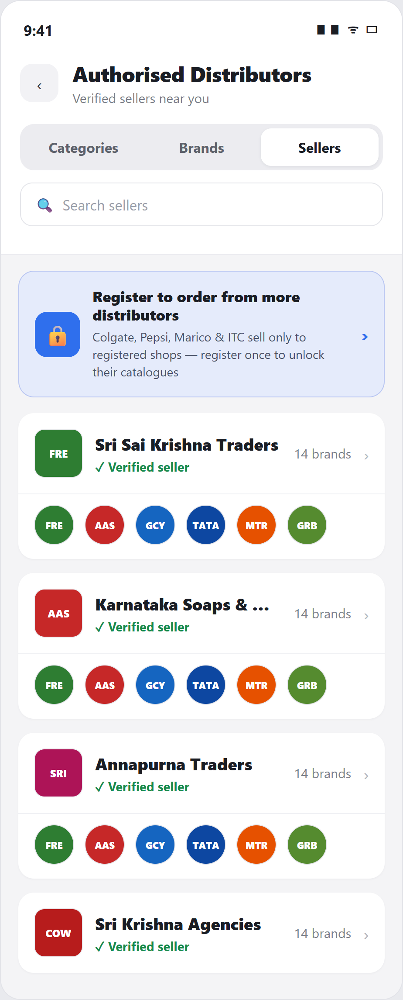 9:41
‹
Authorised Distributors
Verified sellers near you
Categories Brands Sellers
Search sellers
Register to order from more
distributors
Colgate, Pepsi, Marico & ITC sell only to
registered shops — register once to unlock
their catalogues
›
FRE
Sri Sai Krishna Traders
✓ Verified seller
14 brands ›
FRE AAS GCY TATA MTR GRB
AAS
Karnataka Soaps & ...
✓ Verified seller
14 brands ›
FRE AAS GCY TATA MTR GRB
SRI
Annapurna Traders
✓ Verified seller
14 brands ›
FRE AAS GCY TATA MTR GRB
COW
Sri Krishna Agencies
✓ Verified seller
14 brands ›